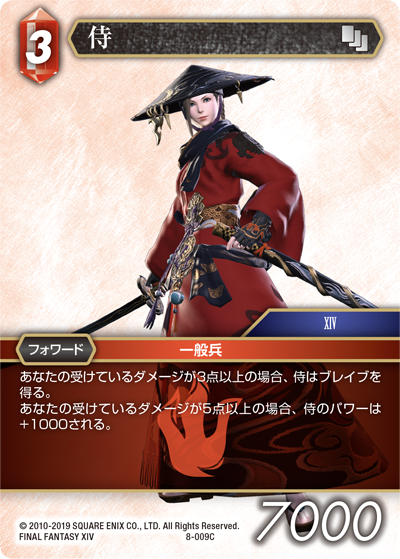 3
侍
XIV
フォワード
一般兵
あなたの受けているダメージが3点以上の場合、侍はブレイブを
得る。
あなたの受けているダメージが5点以上の場合、侍のパワーは
+1000される。
© 2010-2019 SQUARE ENIX CO., LTD. All Rights Reserved.
FINAL FANTASY XIV
8-009C
7000